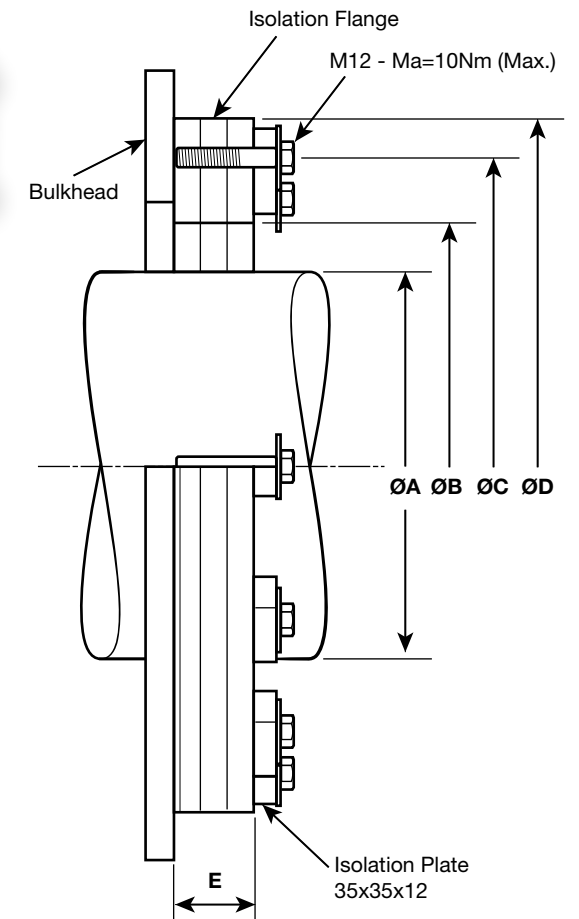 Isolation Flange
M12 - Ma=10Nm (Max.)
Bulkhead
ØA ØB ØC ØD
E
Isolation Plate
35x35x12